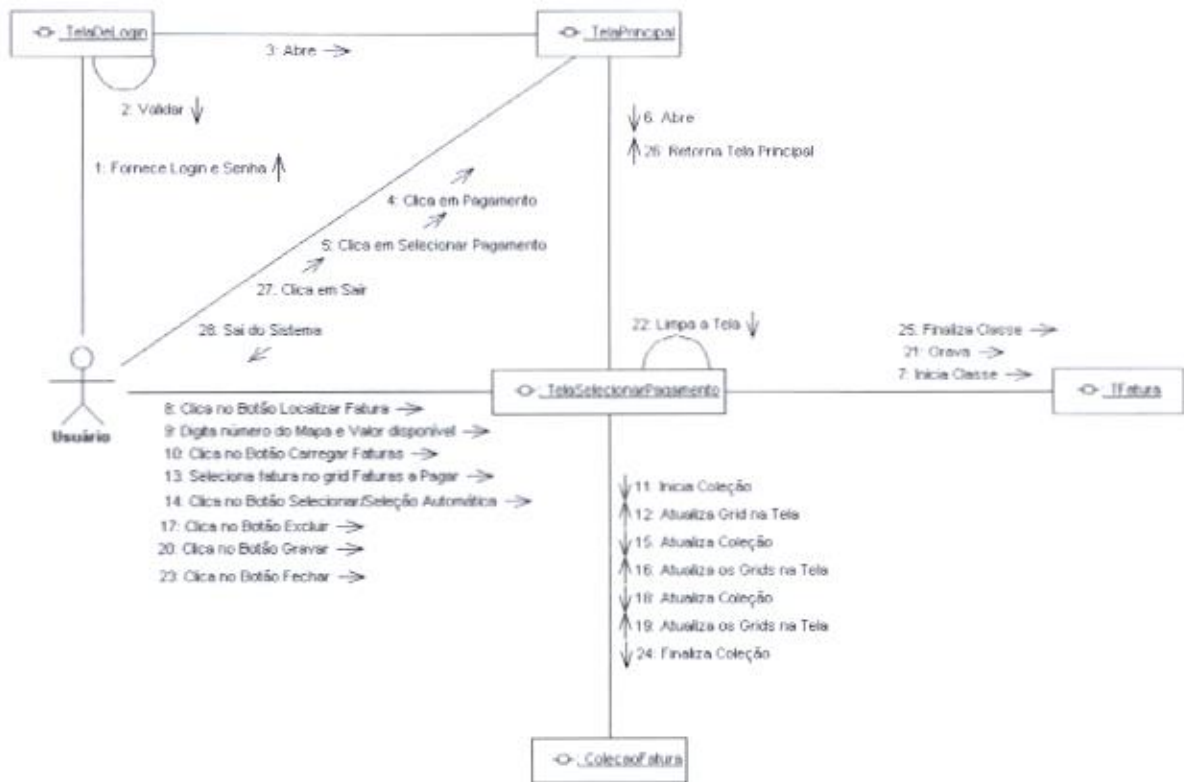 : TelaDeLogin
: TelaPrincipal
3: Abre
2: Validar
6: Abre
26: Retorna Tela Principal
1: Fornece Login e Senha
4: Clica em Pagamento
5: Clica em Selecionar Pagamento
27: Clica em Sair
28: Sai do Sistema
22: Limpa a Tela
25: Finaliza Classe
21: Grava
7: Inicia Classe
: TelaSelecionarPagamento
: IFatura
Usuário
8: Clica no Botão Localizar Fatura
9: Digita número do Mapa e Valor disponível
10: Clica no Botão Carregar Faturas
13: Seleciona fatura no grid Faturas a Pagar
14: Clica no Botão Selecionar/Seleção Automática
17: Clica no Botão Excluir
20: Clica no Botão Gravar
23: Clica no Botão Fechar
11: Inicia Coleção
12: Atualiza Grid na Tela
15: Atualiza Coleção
16: Atualiza os Grids na Tela
18: Atualiza Coleção
19: Atualiza os Grids na Tela
24: Finaliza Coleção
: ColecaoFatura